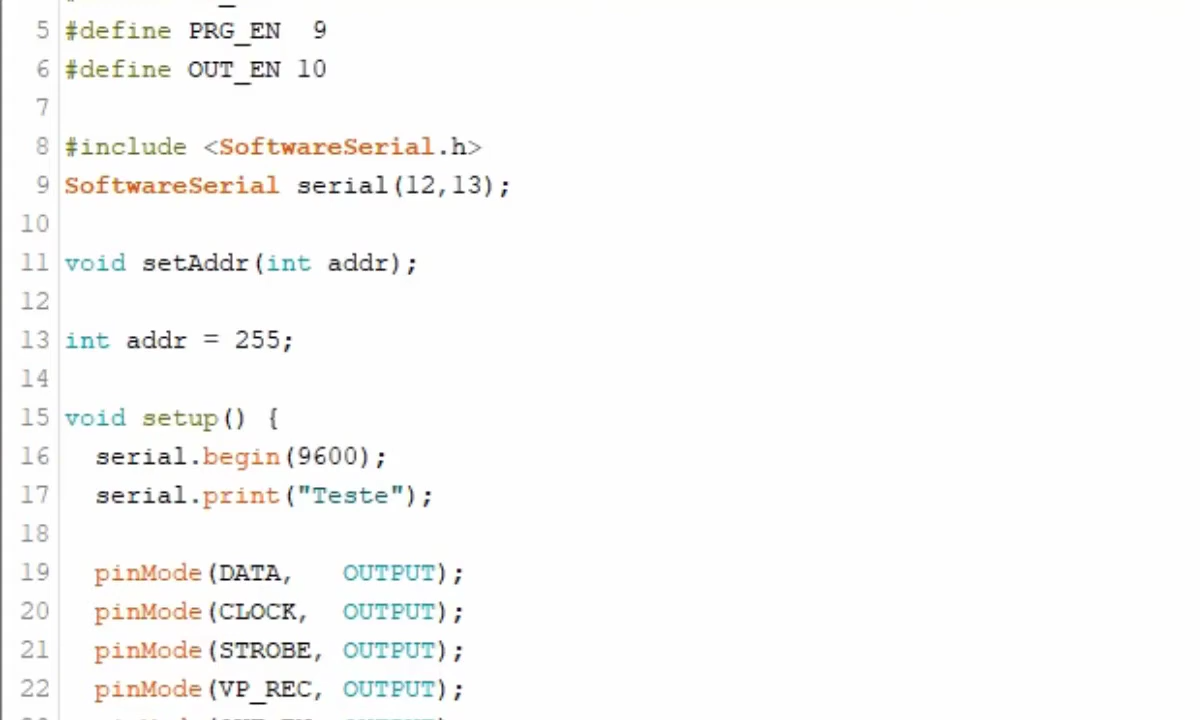 5 #define PRG_EN  9
6 #define OUT_EN 10
7
8 #include <SoftwareSerial.h>
9 SoftwareSerial serial(12,13);
10
11 void setAddr(int addr);
12
13 int addr = 255;
14
15 void setup() {
16   serial.begin(9600);
17   serial.print("Teste");
18
19   pinMode(DATA,   OUTPUT);
20   pinMode(CLOCK,  OUTPUT);
21   pinMode(STROBE, OUTPUT);
22   pinMode(VP_REC, OUTPUT);